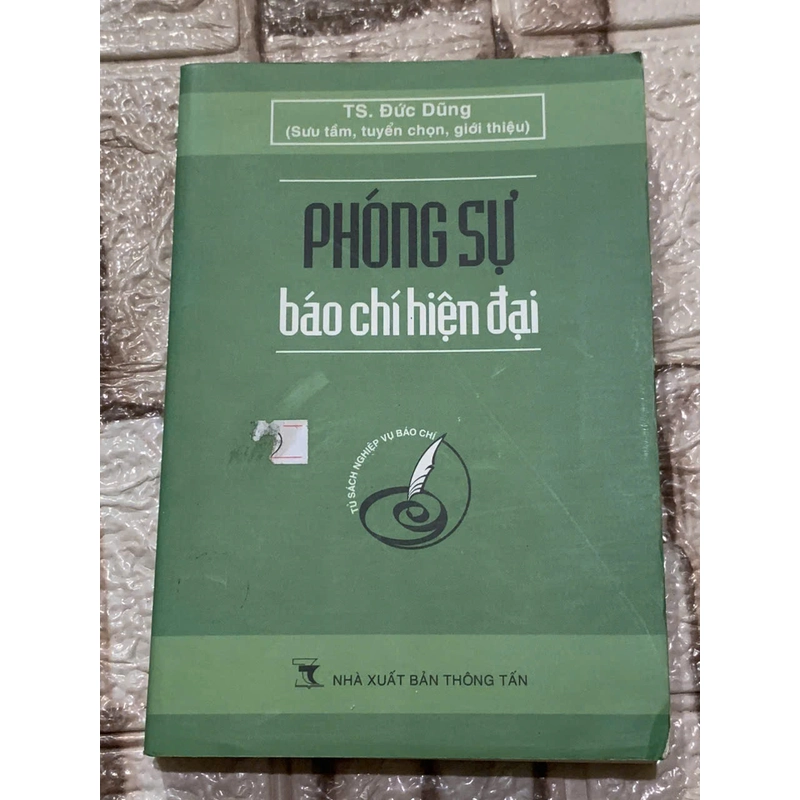 TS. Đức Dũng
(Sưu tầm, tuyển chọn, giới thiệu)
PHÓNG SỰ
báo chí hiện đại
TỦ SÁCH NGHIỆP VỤ BÁO CHÍ
NHÀ XUẤT BẢN THÔNG TẤN